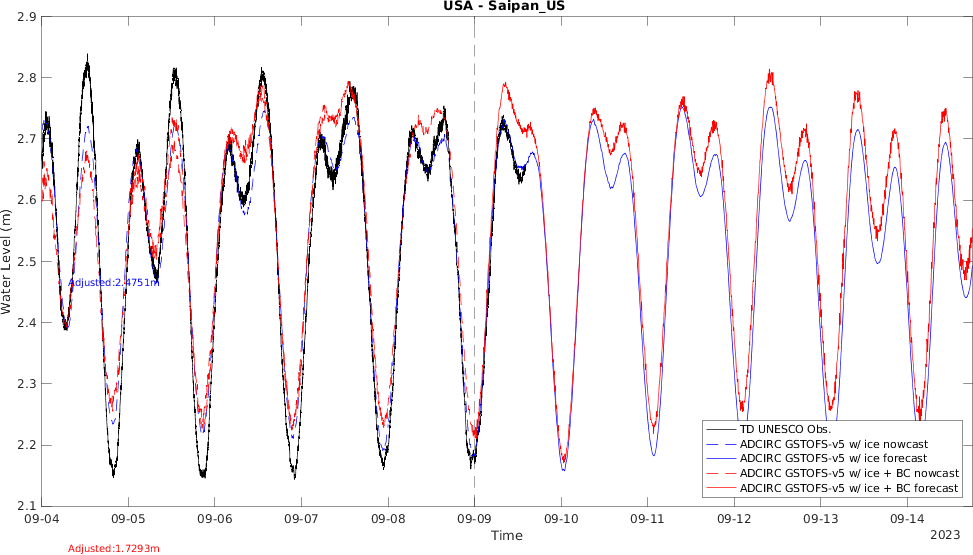 USA - Saipan_US
2.9
2.8
2.7
2.6
2.5
2.4
2.3
2.2
2.1
Water Level (m)
Adjusted:2.4751m
TD UNESCO Obs.
ADCIRC GSTOFS-v5 w/ ice nowcast
ADCIRC GSTOFS-v5 w/ ice forecast
ADCIRC GSTOFS-v5 w/ ice + BC nowcast
ADCIRC GSTOFS-v5 w/ ice + BC forecast
09-04 09-05 09-06 09-07 09-08 09-09 09-10 09-11 09-12 09-13 09-14
Time
2023
Adjusted:1.7293m